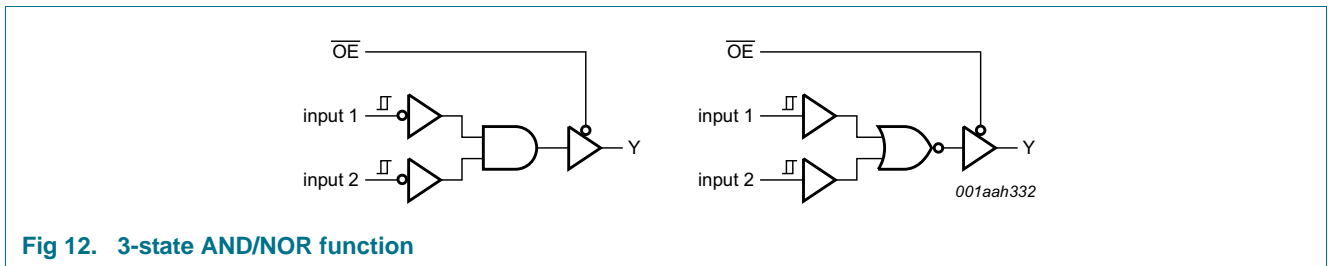 OE OE
input 1 input 1
Y Y
input 2 input 2
001aah332
Fig 12. 3-state AND/NOR function